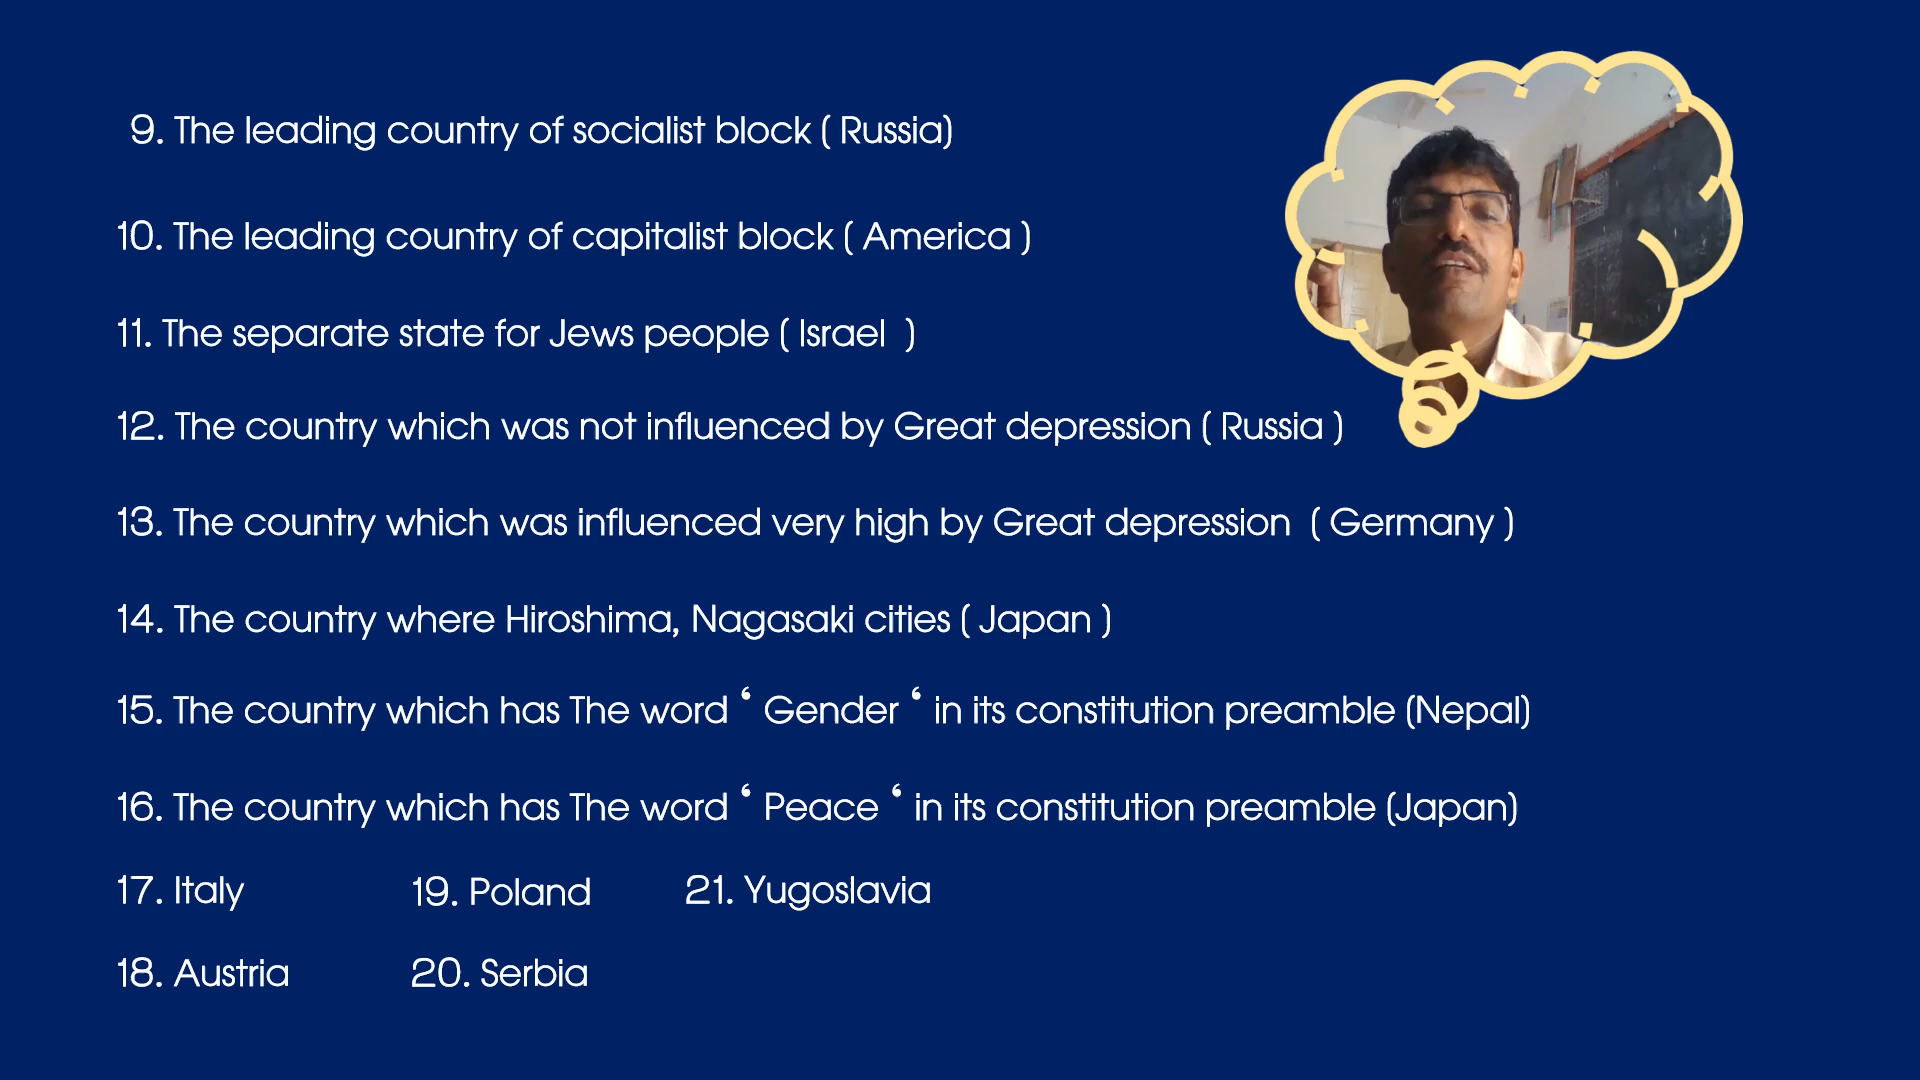 9. The leading country of socialist block ( Russia)
10. The leading country of capitalist block ( America )
11. The separate state for Jews people ( Israel  )
12. The country which was not influenced by Great depression ( Russia )
13. The country which was influenced very high by Great depression  ( Germany )
14. The country where Hiroshima, Nagasaki cities ( Japan )
15. The country which has The word ‘ Gender ‘ in its constitution preamble (Nepal)
16. The country which has The word ‘ Peace ‘ in its constitution preamble (Japan)
17. Italy 19. Poland 21. Yugoslavia
18. Austria 20. Serbia